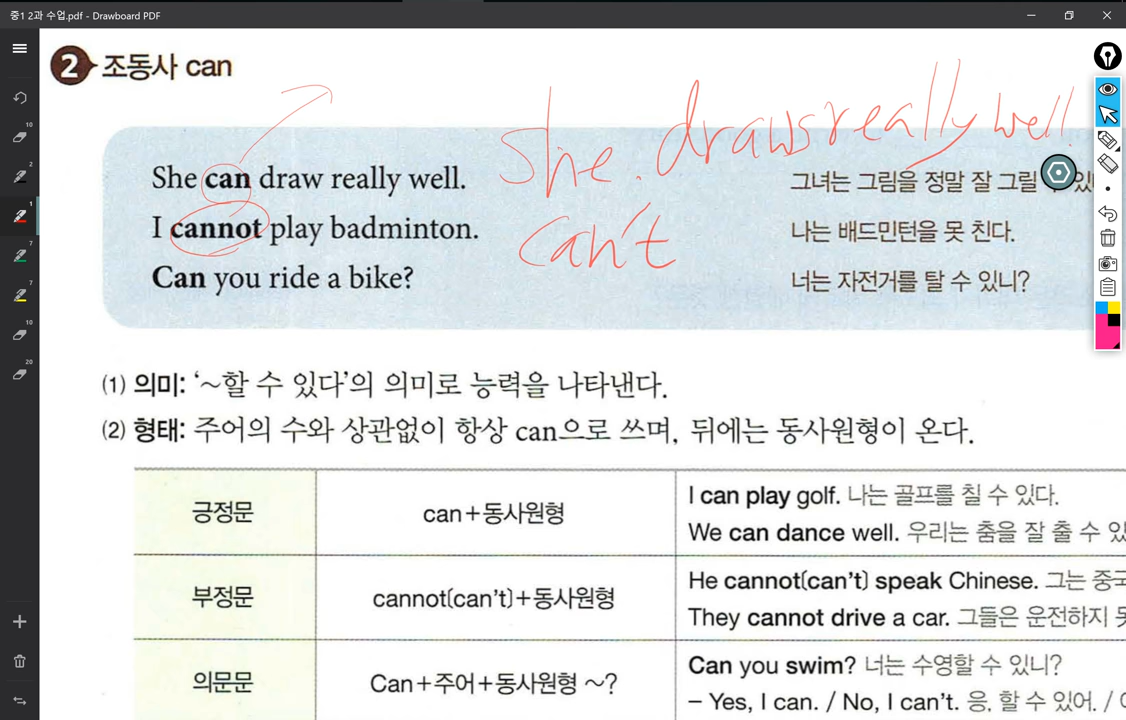 중1 2과 수업.pdf - Drawboard PDF
2 조동사 can
She draws really well.
She can draw really well. 그녀는 그림을 정말 잘 그릴
I cannot play badminton. can't 나는 배드민턴을 못 친다.
Can you ride a bike? 너는 자전거를 탈 수 있니?
(1) 의미: ‘~할 수 있다’의 의미로 능력을 나타낸다.
(2) 형태: 주어의 수와 상관없이 항상 can으로 쓰며, 뒤에는 동사원형이 온다.
긍정문 can+동사원형 I can play golf. 나는 골프를 칠 수 있다.
We can dance well. 우리는 춤을 잘 출 수
부정문 cannot(can't)+동사원형 He cannot(can't) speak Chinese. 그는
They cannot drive a car. 그들은 운전하지
의문문 Can+주어+동사원형 ~? Can you swim? 너는 수영할 수 있니?
– Yes, I can. / No, I can't. 응, 할 수 있어. /
10
2
1
7
7
10
20